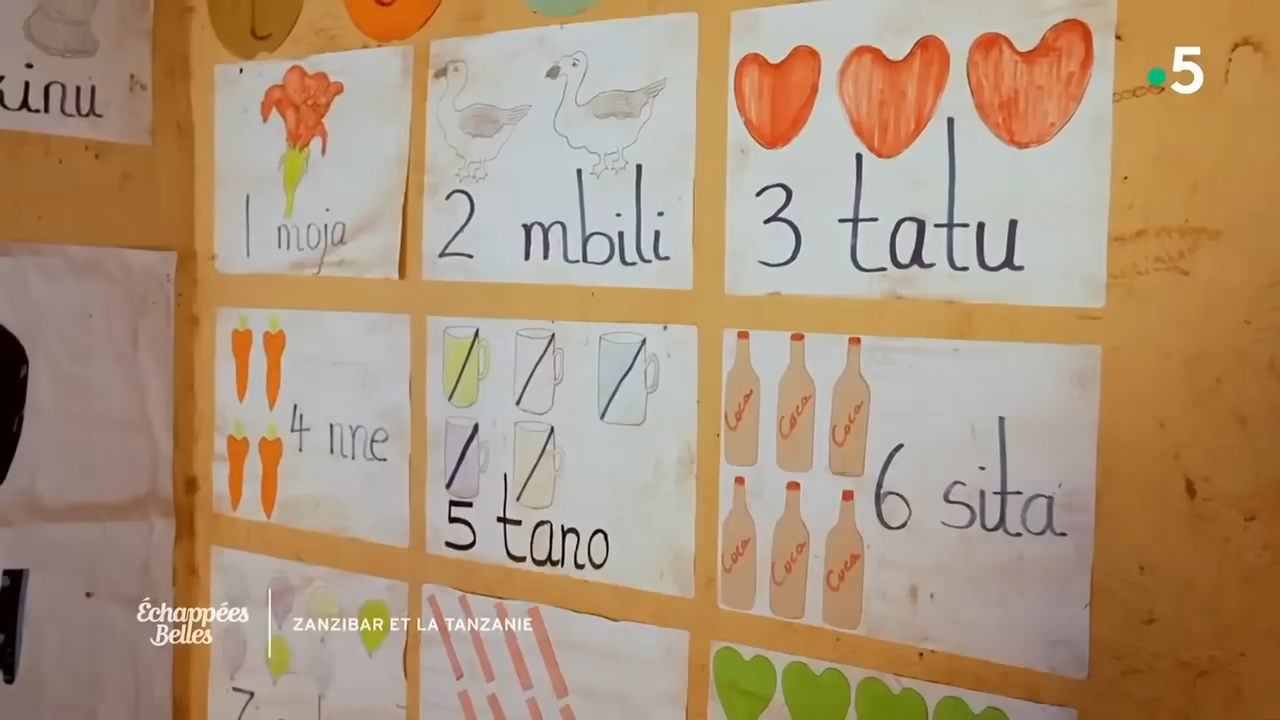 5
1 moja
2 mbili
3 tatu
4 nne
5 tano
6 sita
Coca Coca Coca
Coca Coca Coca
7
Échappées
Belles
ZANZIBAR ET LA TANZANIE